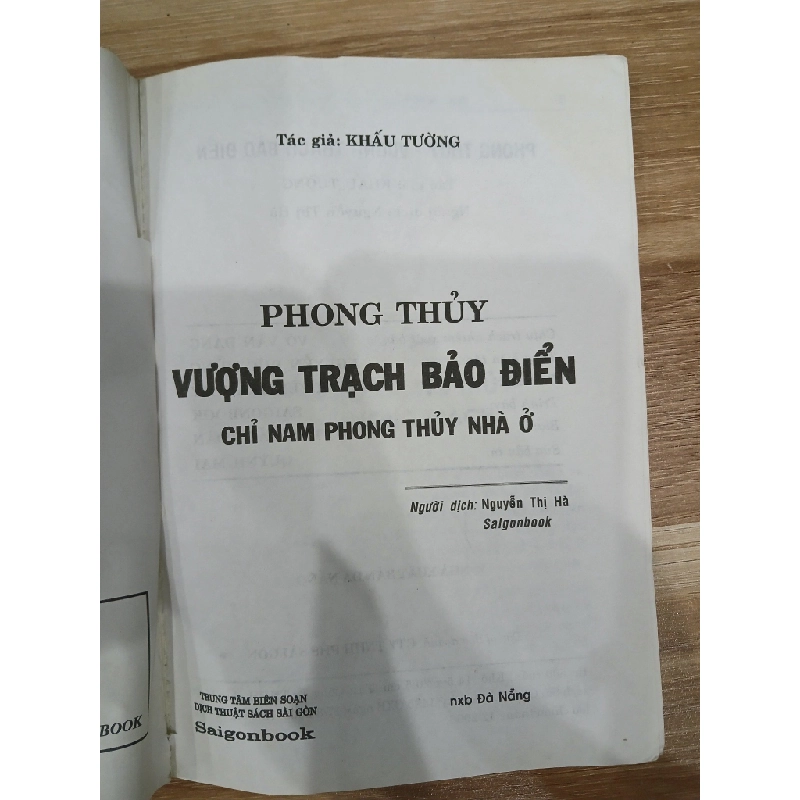 Tác giả: KHẤU TƯỜNG
PHONG THỦY
VƯỢNG TRẠCH BẢO ĐIỂN
CHỈ NAM PHONG THỦY NHÀ Ở
Người dịch: Nguyễn Thị Hà
Saigonbook
TRUNG TÂM BIÊN SOẠN
DỊCH THUẬT SÁCH SÀI GÒN
Saigonbook
nxb Đà Nẵng
BOOK